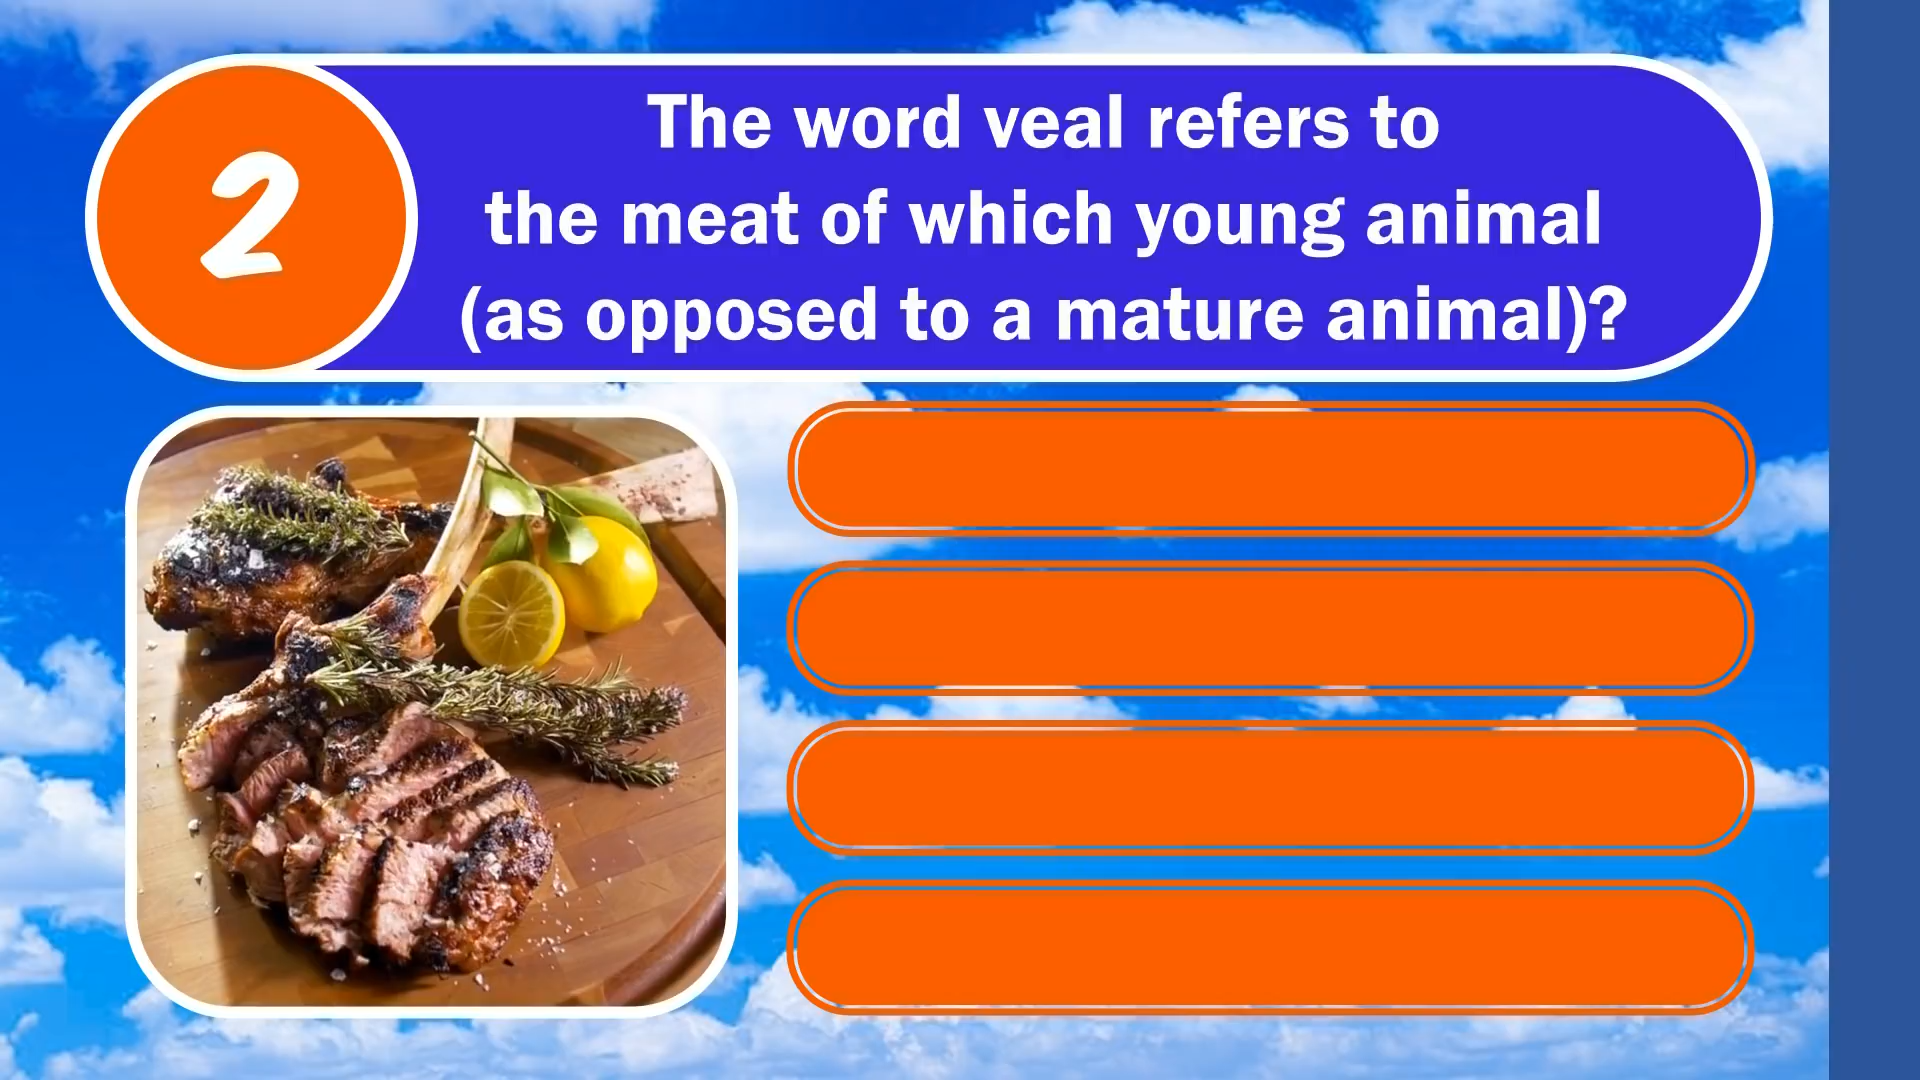 2
The word veal refers to
the meat of which young animal
(as opposed to a mature animal)?